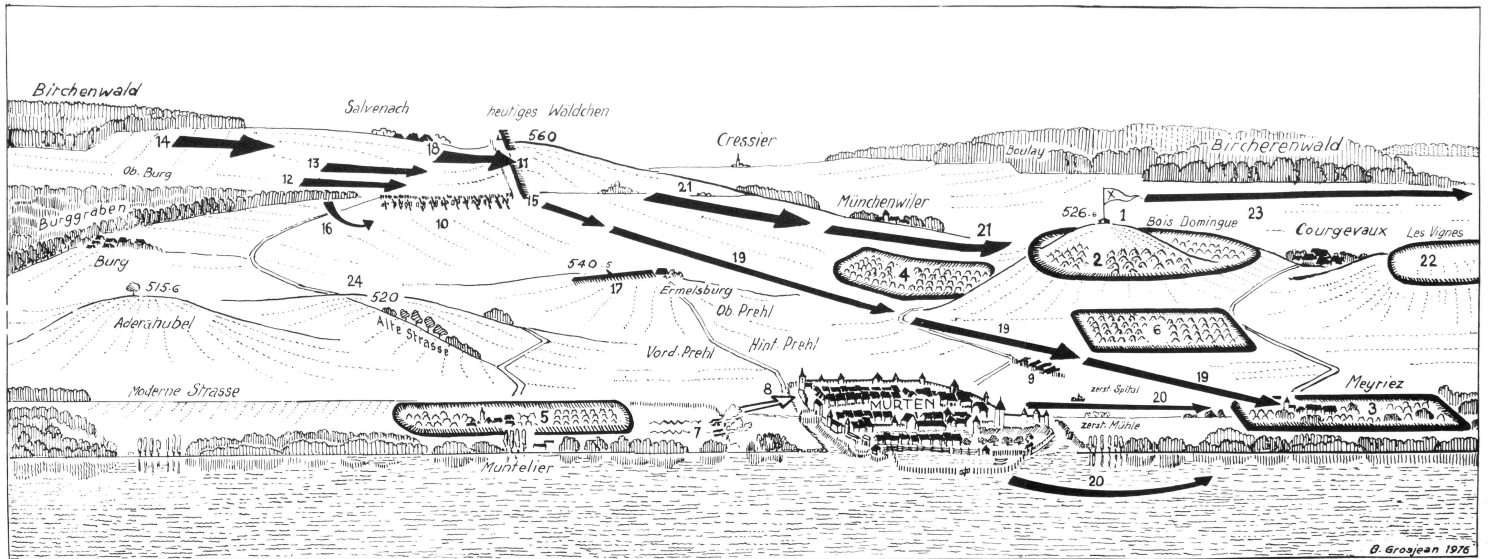 Birchenwald
Salvenach
heutiges Wäldchen
560
Cressier
Boulay
Bircherenwald
14
13
12
18
11
Ob. Burg
Burggraben
10
15
16
21
Münchenwiler
21
526.6
X
1
23
Bois Domingue
Courgevaux
Les Vignes
2
22
4
19
Burg
515.6
Aderahubel
24
520
Alte Strasse
540.5
17
Ermelsburg
Ob. Prehl
Vord. Prehl
Hint. Prehl
6
19
9
19
Moderne Strasse
8
MURTEN
zerst. Spital
20
zerst. Mühle
Meyriez
3
5
7
Muntelier
20
G. Grosjean 1976